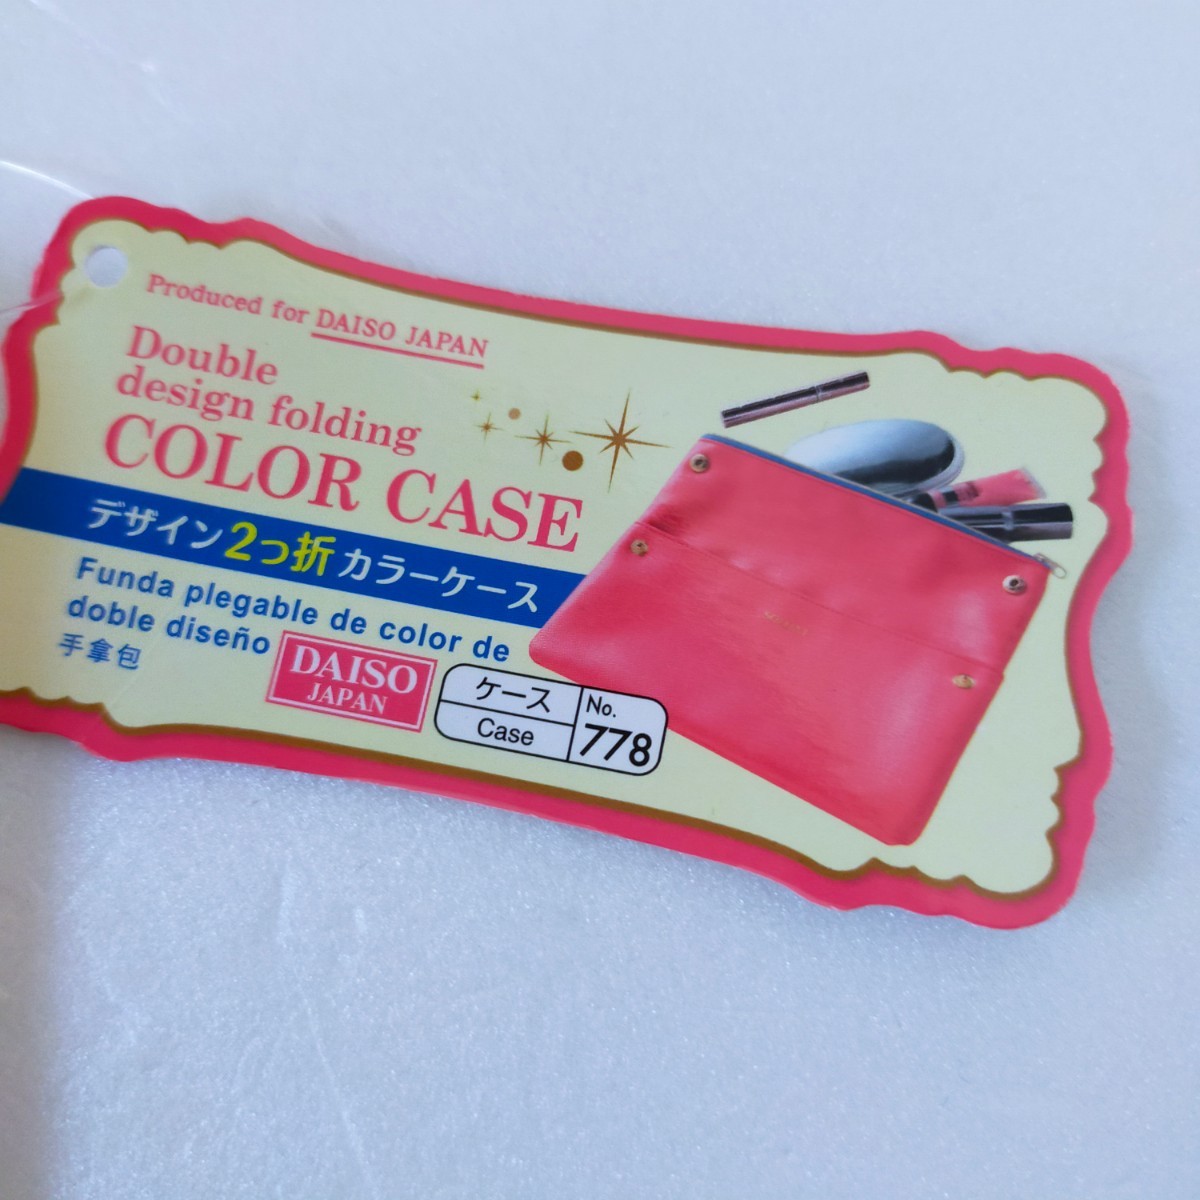 Produced for DAISO JAPAN
Double
design folding
COLOR CASE
デザイン2つ折カラーケース
Funda plegable de color de
doble diseño
手拿包
DAISO
JAPAN
ケース
Case
No.
778